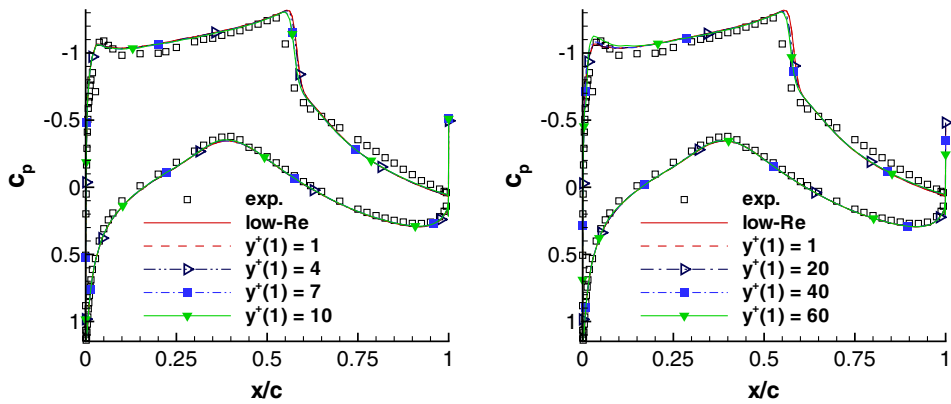 -1
-0.5
0
0.5
1
c_p
0
0.25
0.5
0.75
1
x/c
exp.
low-Re
y⁺(1) = 1
y⁺(1) = 4
y⁺(1) = 7
y⁺(1) = 10
-1
-0.5
0
0.5
1
c_p
0
0.25
0.5
0.75
1
x/c
exp.
low-Re
y⁺(1) = 1
y⁺(1) = 20
y⁺(1) = 40
y⁺(1) = 60